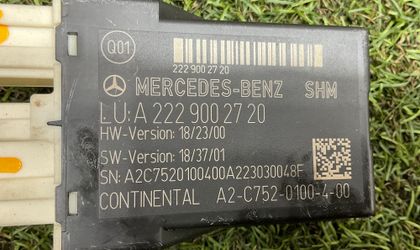 Q01
222 900 27 20
MERCEDES-BENZ SHM
LU: A 222 900 27 20
HW-Version: 18/23/00
SW-Version: 18/37/01
SN: A2C7520100400A223030048F
CONTINENTAL A2-C752-0100-4-00